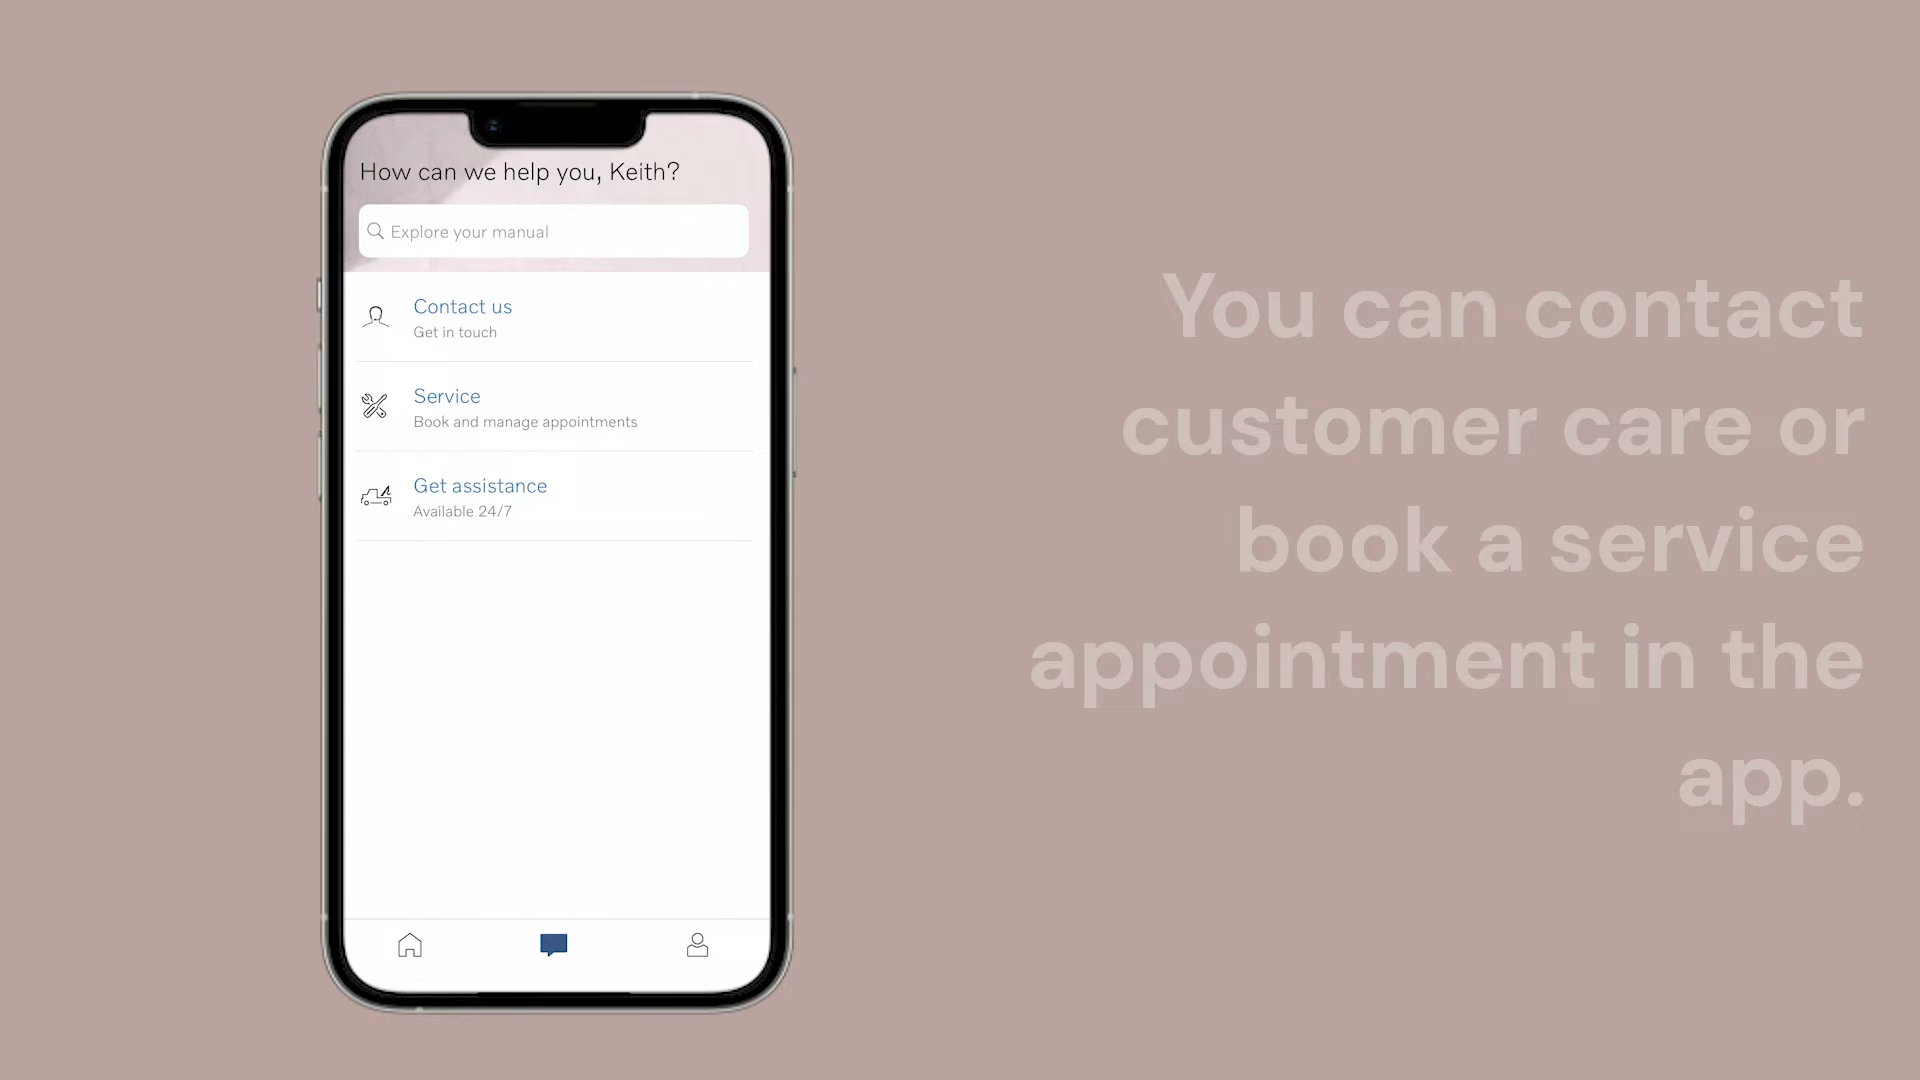 How can we help you, Keith?
Explore your manual
Contact us
Get in touch
Service
Book and manage appointments
Get assistance
Available 24/7
You can contact
customer care or
book a service
appointment in the
app.